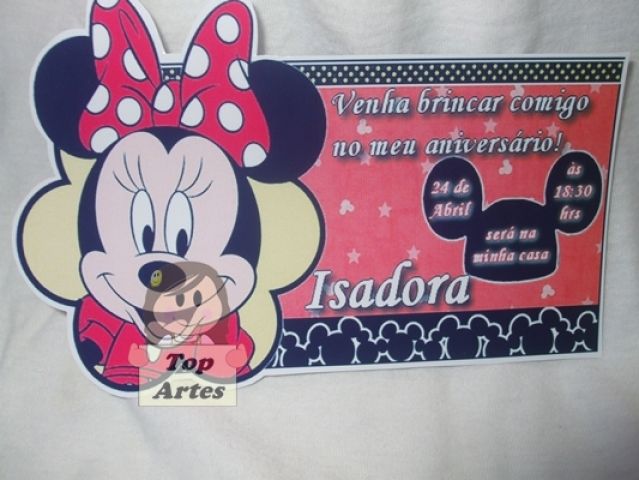 Venha brincar comigo
no meu aniversário!
24 de
Abril
às
18:30
hrs
será na
minha casa
Isadora
Top
Artes